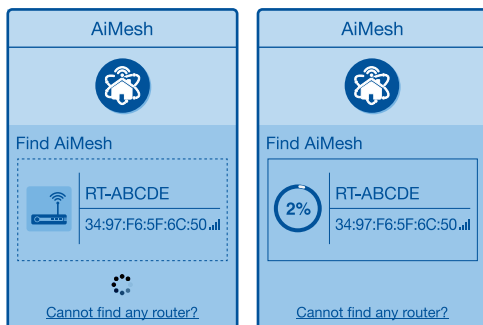 AiMesh
Find AiMesh
RT-ABCDE
34:97:F6:5F:6C:50
Cannot find any router?
AiMesh
Find AiMesh
2%
RT-ABCDE
34:97:F6:5F:6C:50
Cannot find any router?